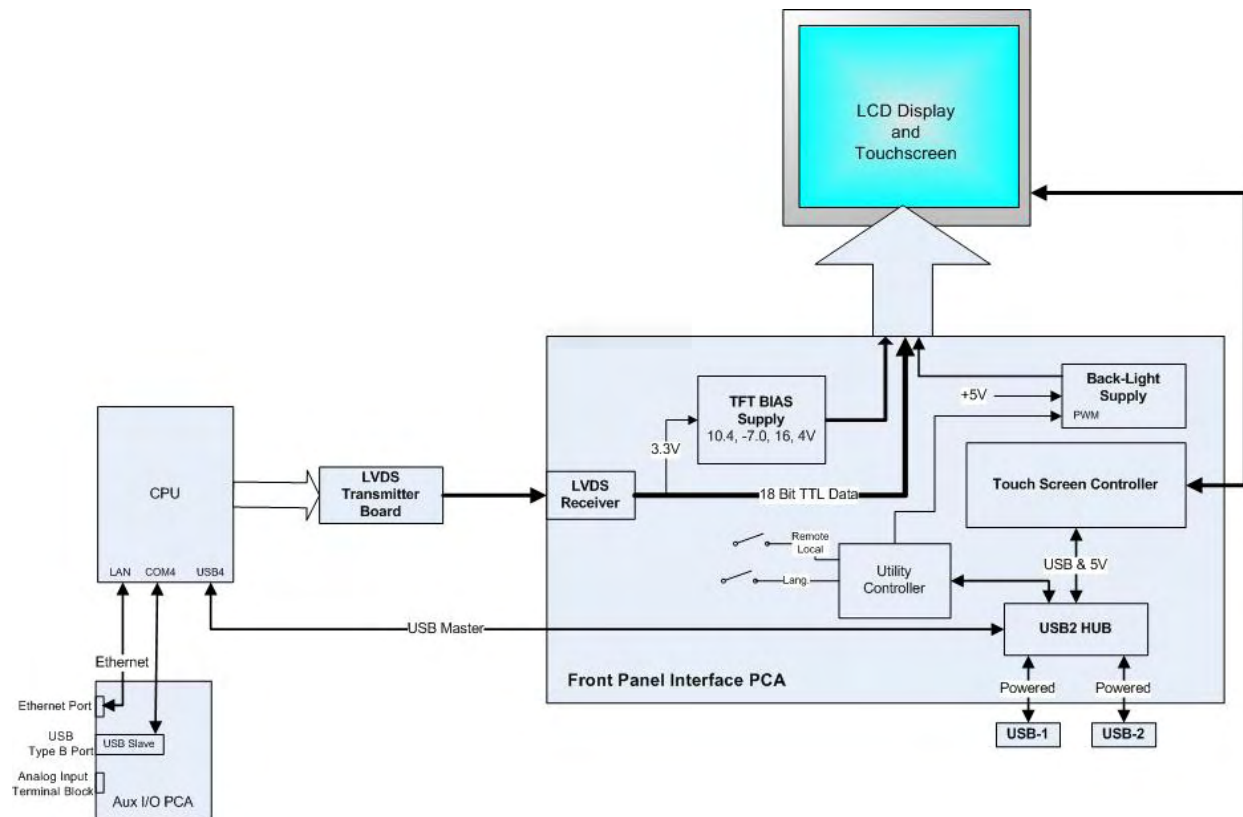 LCD Display
and
Touchscreen
TFT BIAS
Supply
10.4, -7.0, 16, 4V
Back-Light
Supply
+5V
PWM
3.3V
CPU
LVDS
Transmitter
Board
LVDS
Receiver
18 Bit TTL Data
Touch Screen Controller
Remote
Local
Lang.
Utility
Controller
USB & 5V
LAN
COM4
USB4
USB Master
USB2 HUB
Ethernet
Front Panel Interface PCA
Powered
Powered
Ethernet Port
USB
Type B Port
USB Slave
USB-1
USB-2
Analog Input
Terminal Block
Aux I/O PCA